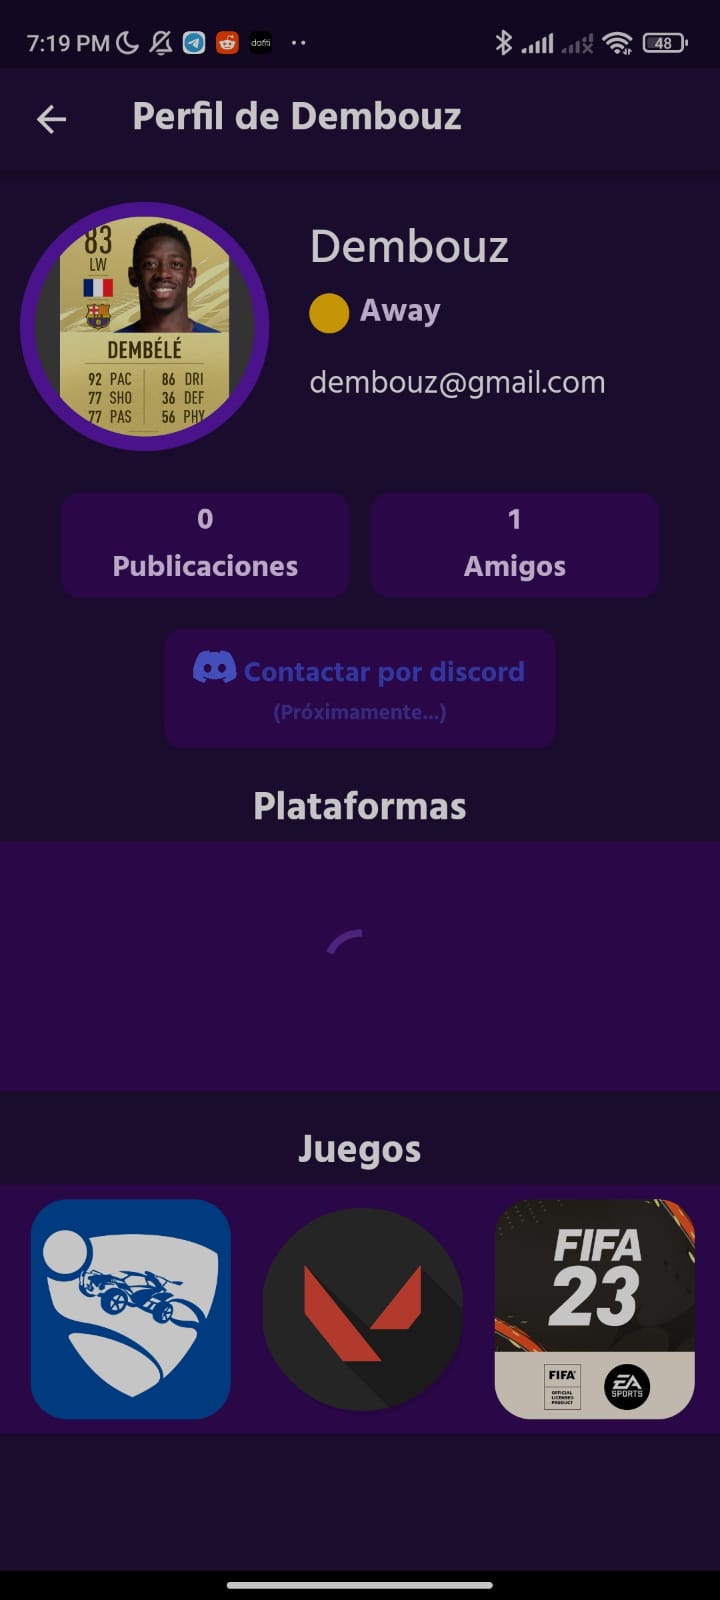 7:19 PM
dafiti
48
Perfil de Dembouz
83
LW
DEMBÉLÉ
92 PAC 86 DRI
77 SHO 36 DEF
77 PAS 56 PHY
Dembouz
Away
dembouz@gmail.com
0
Publicaciones
1
Amigos
Contactar por discord
(Próximamente...)
Plataformas
Juegos
FIFA
23
FIFA
OFFICIAL
LICENSED
PRODUCT
EA
SPORTS